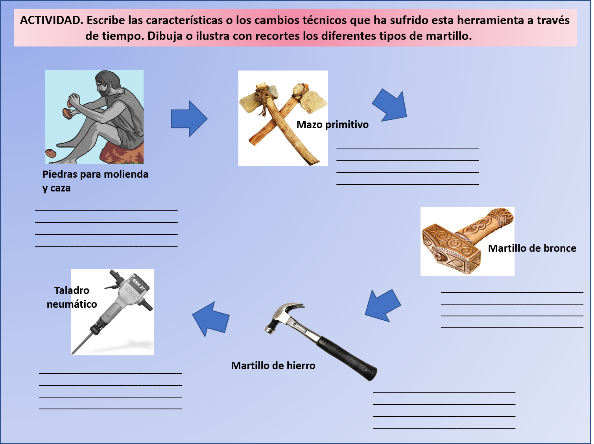 ACTIVIDAD. Escribe las características o los cambios técnicos que ha sufrido esta herramienta a través
de tiempo. Dibuja o ilustra con recortes los diferentes tipos de martillo.
Mazo primitivo
Piedras para molienda
y caza
Martillo de bronce
Taladro
neumático
Martillo de hierro